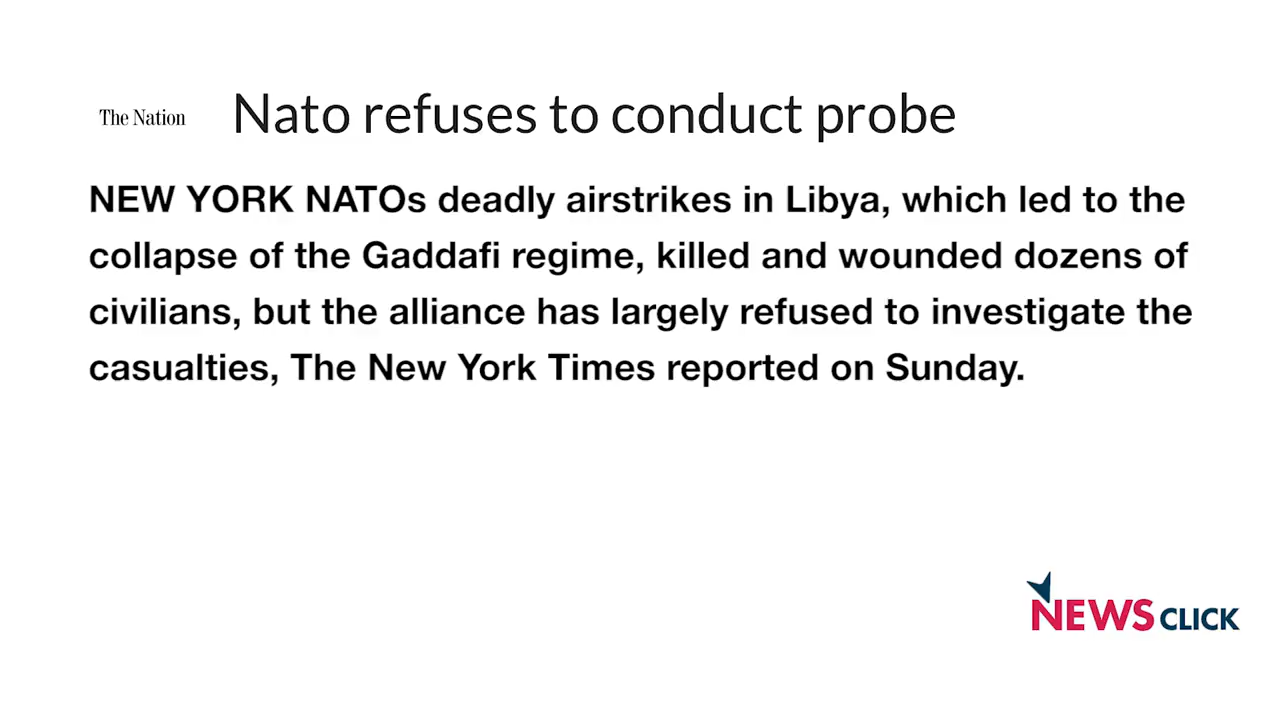 The Nation
Nato refuses to conduct probe
NEW YORK NATOs deadly airstrikes in Libya, which led to the
collapse of the Gaddafi regime, killed and wounded dozens of
civilians, but the alliance has largely refused to investigate the
casualties, The New York Times reported on Sunday.
NEWSCLICK